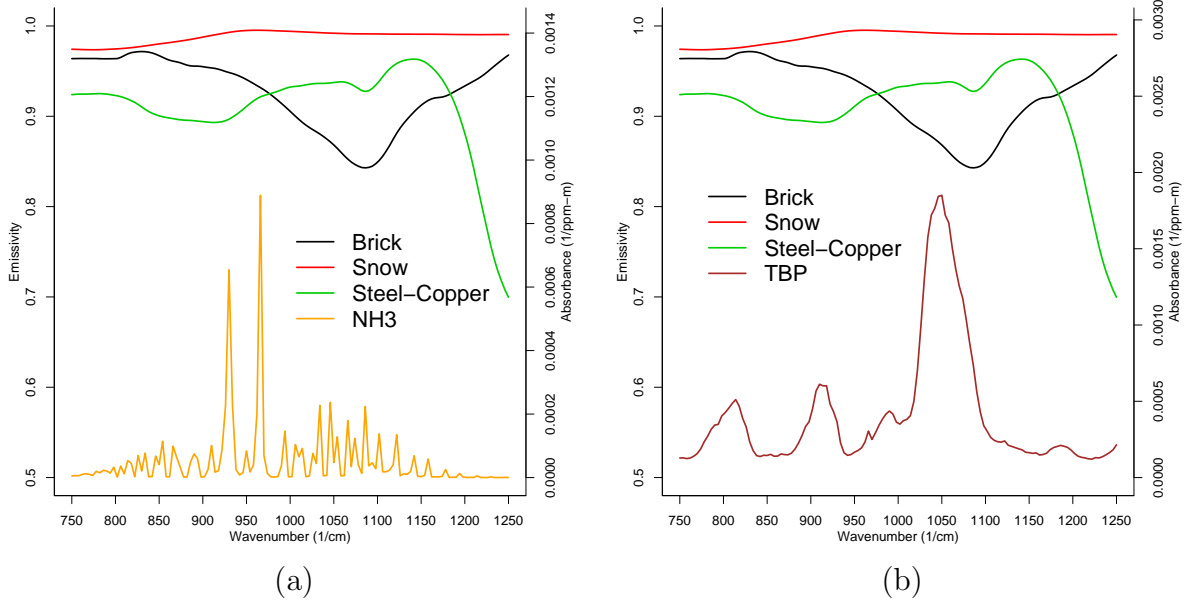 1.0
0.9
0.8
0.7
0.6
0.5
Emissivity
0.0014
0.0012
0.0010
0.0008
0.0006
0.0004
0.0002
0.0000
Absorbance (1/ppm−m)
Brick
Snow
Steel−Copper
NH3
750 800 850 900 950 1000 1050 1100 1150 1200 1250
Wavenumber (1/cm)
(a)
1.0
0.9
0.8
0.7
0.6
0.5
Emissivity
0.0030
0.0025
0.0020
0.0015
0.0010
0.0005
0.0000
Absorbance (1/ppm−m)
Brick
Snow
Steel−Copper
TBP
750 800 850 900 950 1000 1050 1100 1150 1200 1250
Wavenumber (1/cm)
(b)